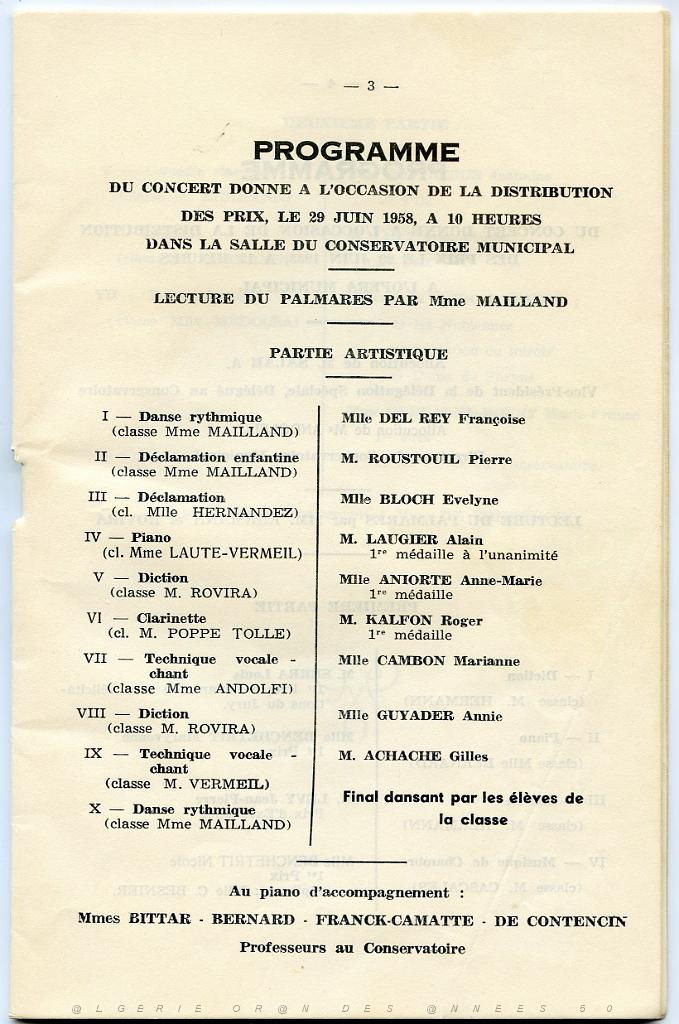 — 3 —
PROGRAMME
DU CONCERT DONNE A L'OCCASION DE LA DISTRIBUTION
DES PRIX, LE 29 JUIN 1958, A 10 HEURES
DANS LA SALLE DU CONSERVATOIRE MUNICIPAL
LECTURE DU PALMARES PAR Mme MAILLAND
PARTIE ARTISTIQUE
I — Danse rythmique
(classe Mme MAILLAND)
Mlle DEL REY Françoise
II — Déclamation enfantine
(classe Mme MAILLAND)
M. ROUSTOUIL Pierre
III — Déclamation
(cl. Mlle HERNANDEZ)
Mlle BLOCH Evelyne
IV — Piano
(cl. Mme LAUTE-VERMEIL)
M. LAUGIER Alain
1re médaille à l'unanimité
V — Diction
(classe M. ROVIRA)
Mlle ANIORTE Anne-Marie
1re médaille
VI — Clarinette
(cl. M. POPPE TOLLE)
M. KALFON Roger
1re médaille
VII — Technique vocale -
chant
(classe Mme ANDOLFI)
Mlle CAMBON Marianne
VIII — Diction
(classe M. ROVIRA)
Mlle GUYADER Annie
IX — Technique vocale -
chant
(classe M. VERMEIL)
M. ACHACHE Gilles
X — Danse rythmique
(classe Mme MAILLAND)
Final dansant par les élèves de
la classe
Au piano d'accompagnement :
Mmes BITTAR - BERNARD - FRANCK-CAMATTE - DE CONTENCIN
Professeurs au Conservatoire
@LGERIE OR@N DES @NNEES 50